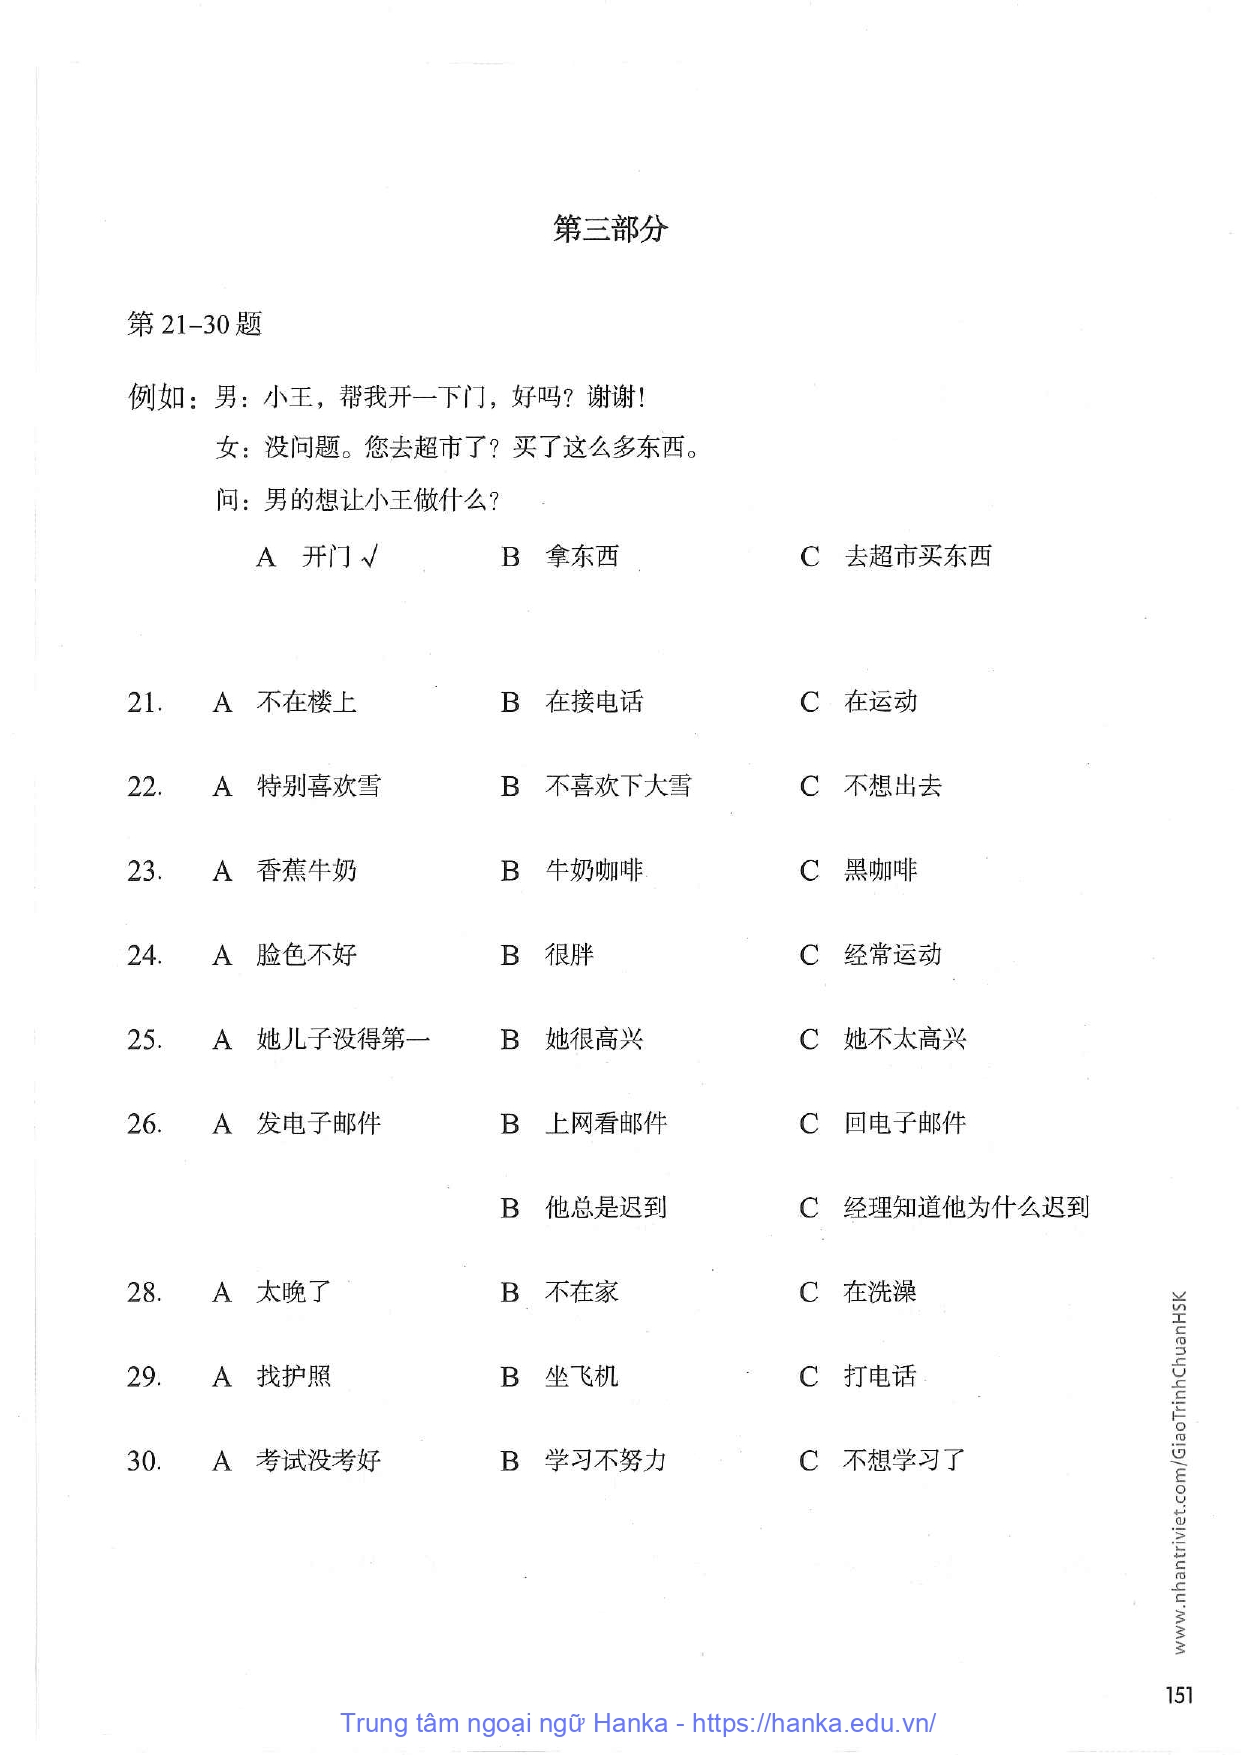 第三部分
第 21–30 题
例如：男：小王，帮我开一下门，好吗？谢谢！
女：没问题。您去超市了？买了这么多东西。
问：男的想让小王做什么？
A 开门 √ B 拿东西 C 去超市买东西
21. A 不在楼上 B 在接电话 C 在运动
22. A 特别喜欢雪 B 不喜欢下大雪 C 不想出去
23. A 香蕉牛奶 B 牛奶咖啡 C 黑咖啡
24. A 脸色不好 B 很胖 C 经常运动
25. A 她儿子没得第一 B 她很高兴 C 她不太高兴
26. A 发电子邮件 B 上网看邮件 C 回电子邮件
B 他总是迟到 C 经理知道他为什么迟到
28. A 太晚了 B 不在家 C 在洗澡
29. A 找护照 B 坐飞机 C 打电话
30. A 考试没考好 B 学习不努力 C 不想学习了
www.nhantriviet.com/GiaoTrinhChuanHSK
151
Trung tâm ngoại ngữ Hanka - https://hanka.edu.vn/